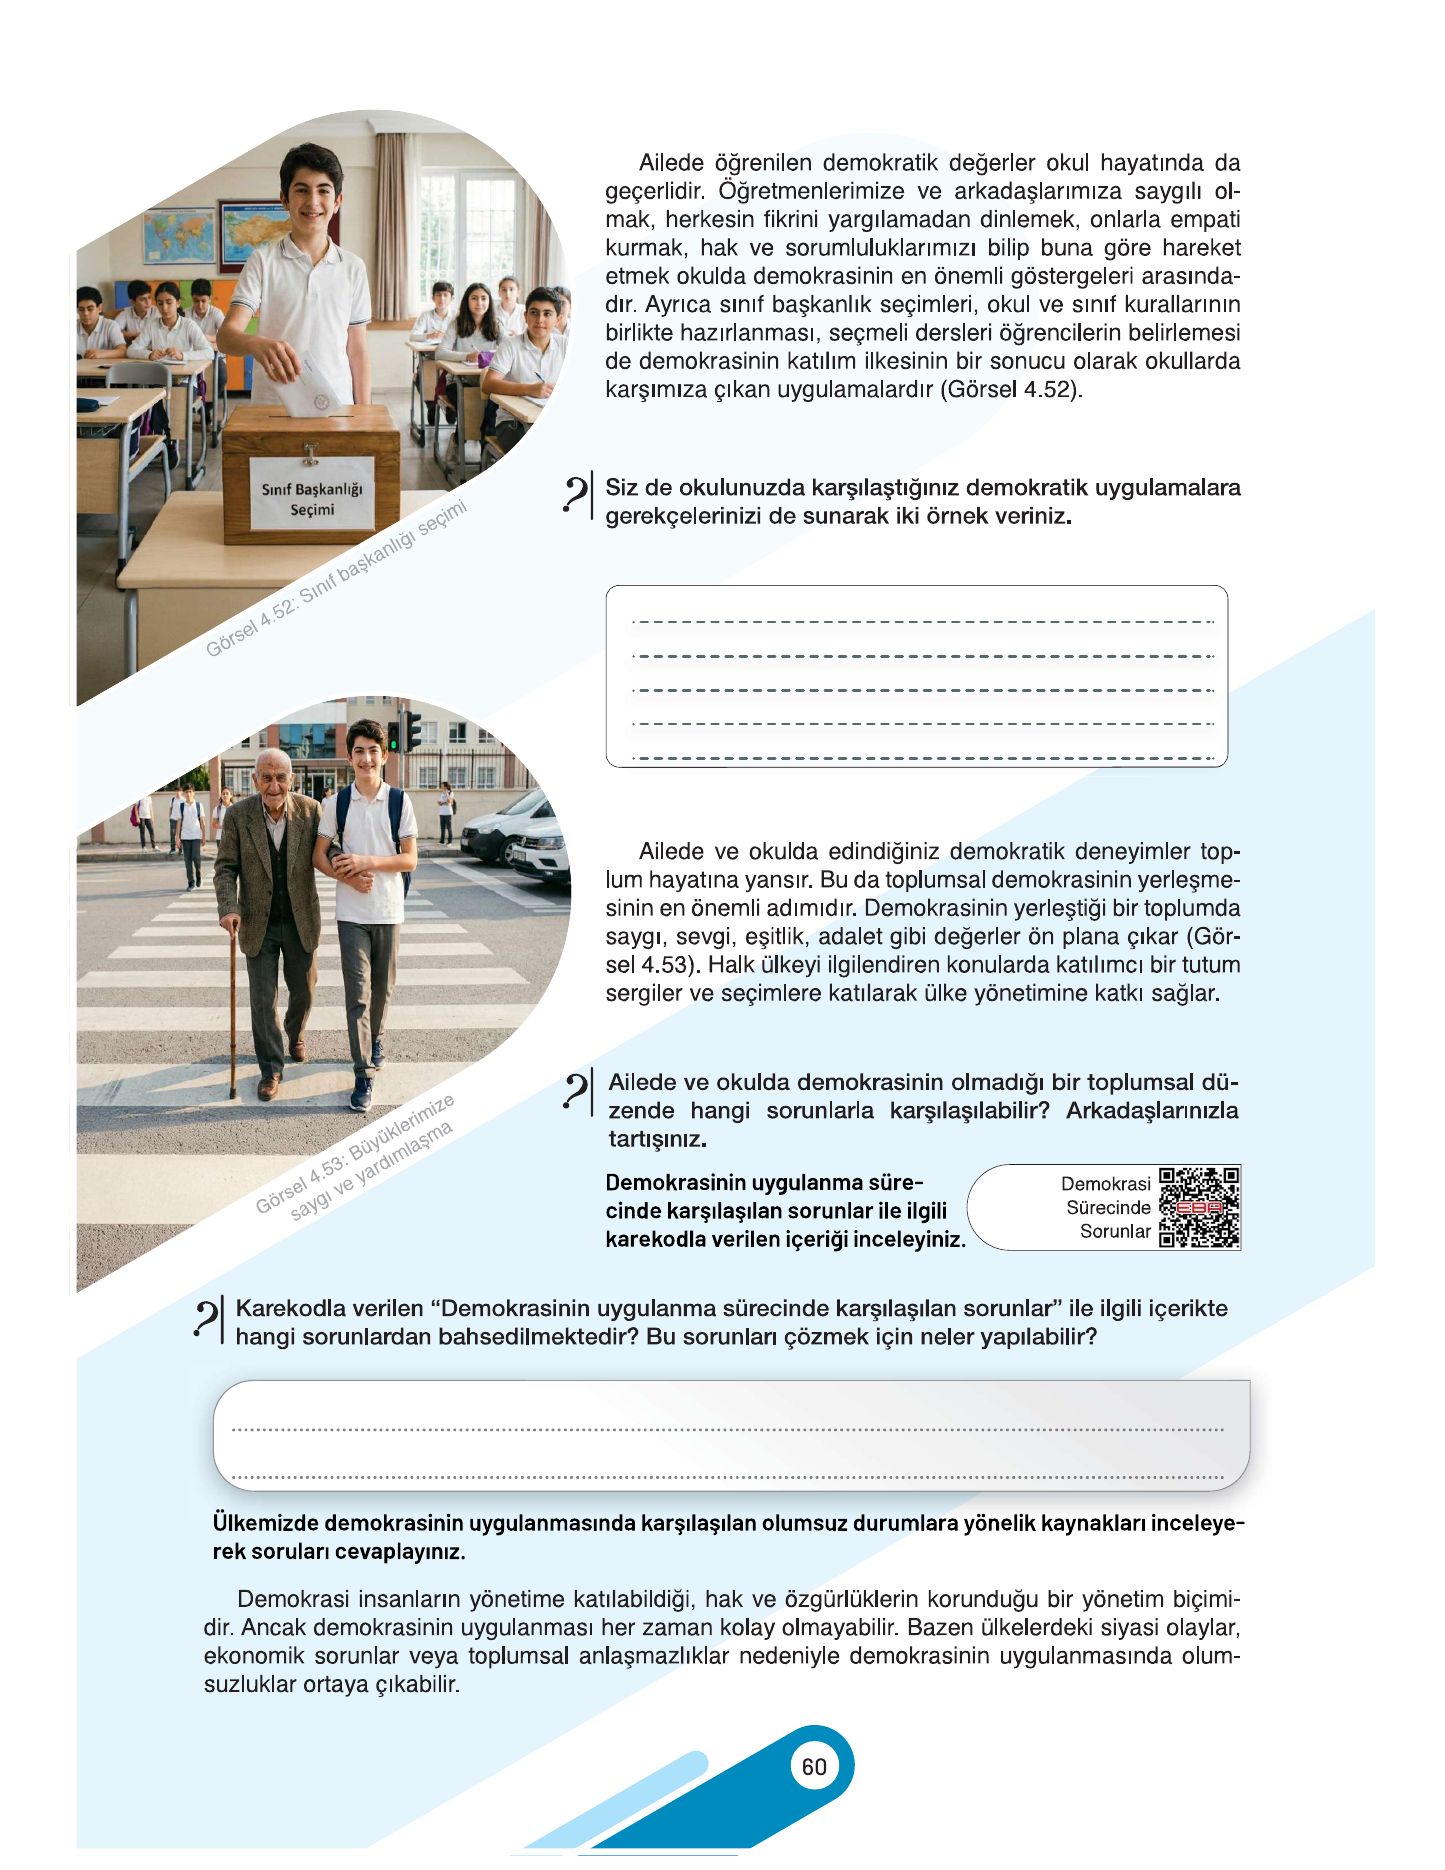 Ailede öğrenilen demokratik değerler okul hayatında da
geçerlidir. Öğretmenlerimize ve arkadaşlarımıza saygılı ol-
mak, herkesin fikrini yargılamadan dinlemek, onlarla empati
kurmak, hak ve sorumluluklarımızı bilip buna göre hareket
etmek okulda demokrasinin en önemli göstergeleri arasında-
dır. Ayrıca sınıf başkanlık seçimleri, okul ve sınıf kurallarının
birlikte hazırlanması, seçmeli dersleri öğrencilerin belirlemesi
de demokrasinin katılım ilkesinin bir sonucu olarak okullarda
karşımıza çıkan uygulamalardır (Görsel 4.52).
Sınıf Başkanlığı
Seçimi
Görsel 4.52: Sınıf başkanlığı seçimi
? Siz de okulunuzda karşılaştığınız demokratik uygulamalara
gerekçelerinizi de sunarak iki örnek veriniz.
Ailede ve okulda edindiğiniz demokratik deneyimler top-
lum hayatına yansır. Bu da toplumsal demokrasinin yerleşme-
sinin en önemli adımıdır. Demokrasinin yerleştiği bir toplumda
saygı, sevgi, eşitlik, adalet gibi değerler ön plana çıkar (Gör-
sel 4.53). Halk ülkeyi ilgilendiren konularda katılımcı bir tutum
sergiler ve seçimlere katılarak ülke yönetimine katkı sağlar.
Görsel 4.53: Büyüklerimize
saygı ve yardımlaşma
? Ailede ve okulda demokrasinin olmadığı bir toplumsal dü-
zende hangi sorunlarla karşılaşılabilir? Arkadaşlarınızla
tartışınız.
Demokrasinin uygulanma süre-
cinde karşılaşılan sorunlar ile ilgili
karekodla verilen içeriği inceleyiniz.
Demokrasi
Sürecinde
Sorunlar
EBA
? Karekodla verilen “Demokrasinin uygulanma sürecinde karşılaşılan sorunlar” ile ilgili içerikte
hangi sorunlardan bahsedilmektedir? Bu sorunları çözmek için neler yapılabilir?
Ülkemizde demokrasinin uygulanmasında karşılaşılan olumsuz durumlara yönelik kaynakları inceleye-
rek soruları cevaplayınız.
Demokrasi insanların yönetime katılabildiği, hak ve özgürlüklerin korunduğu bir yönetim biçimi-
dir. Ancak demokrasinin uygulanması her zaman kolay olmayabilir. Bazen ülkelerdeki siyasi olaylar,
ekonomik sorunlar veya toplumsal anlaşmazlıklar nedeniyle demokrasinin uygulanmasında olum-
suzluklar ortaya çıkabilir.
60